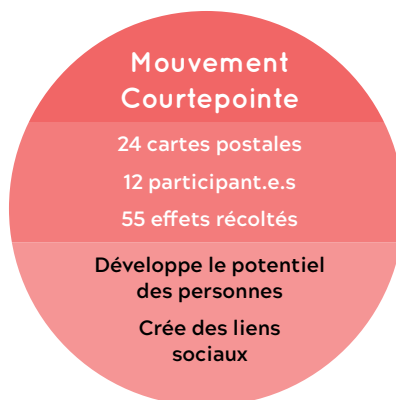 Mouvement
Courtepointe
24 cartes postales
12 participant.e.s
55 effets récoltés
Développe le potentiel
des personnes
Crée des liens
sociaux